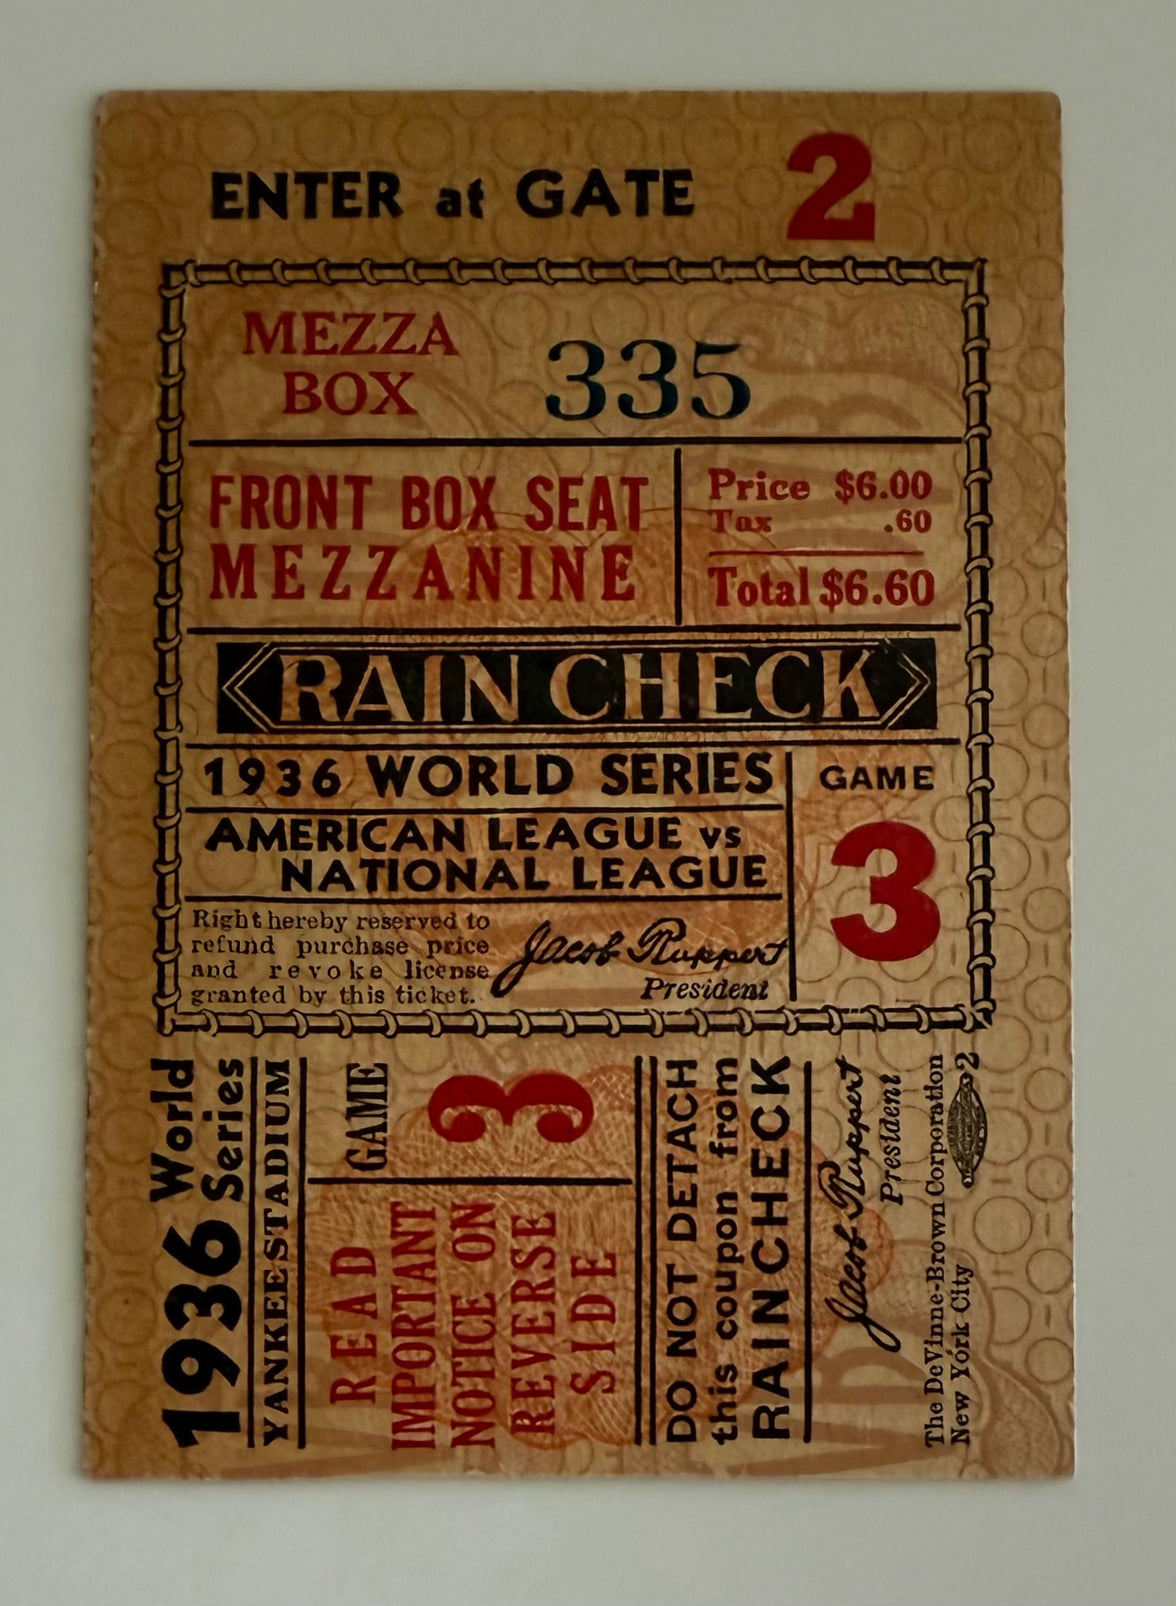 ENTER at GATE 2
MEZZA
BOX
335
FRONT BOX SEAT
MEZZANINE
Price $6.00
Tax .60
Total $6.60
RAIN CHECK
1936 WORLD SERIES
AMERICAN LEAGUE vs
NATIONAL LEAGUE
GAME
3
Right hereby reserved to
refund purchase price
and revoke license
granted by this ticket.
Jacob Ruppert
President
1936 World
Series
YANKEE STADIUM
GAME
3
READ
IMPORTANT
NOTICE ON
REVERSE
SIDE
DO NOT DETACH
this coupon from
RAIN CHECK
Jacob Ruppert
President
The DeVinne-Brown Corporation
New York City
2